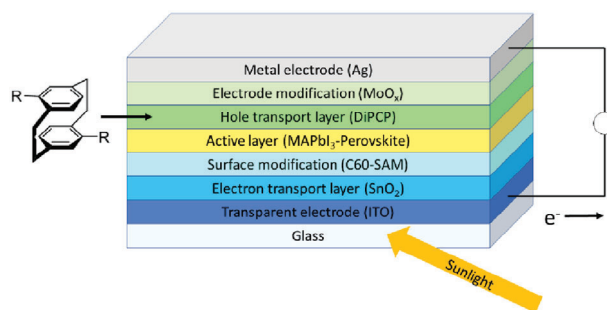 Metal electrode (Ag)
Electrode modification (MoOₓ)
R
Hole transport layer (DiPCP)
R
Active layer (MAPbI₃-Perovskite)
Surface modification (C60-SAM)
Electron transport layer (SnO₂)
Transparent electrode (ITO)
e⁻
Glass
Sunlight